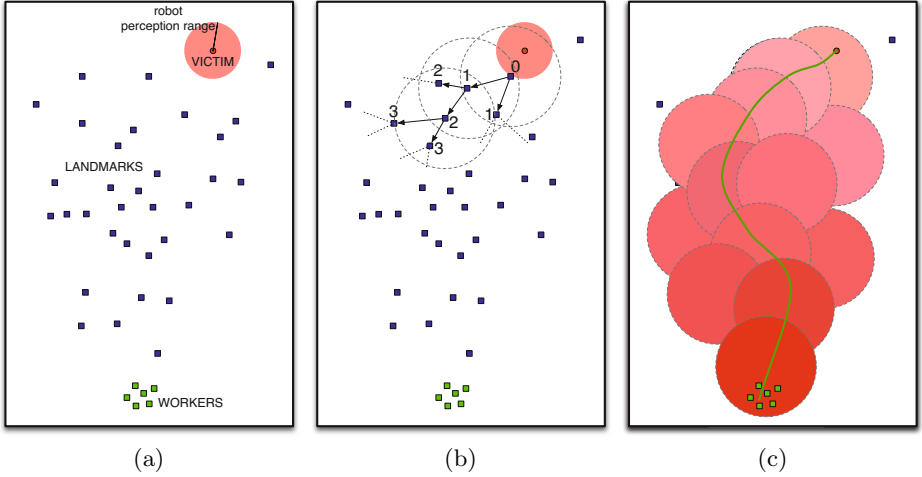 robot
perception range
VICTIM
LANDMARKS
WORKERS
(a)
0
1
2
1
2
3
3
(b)
(c)